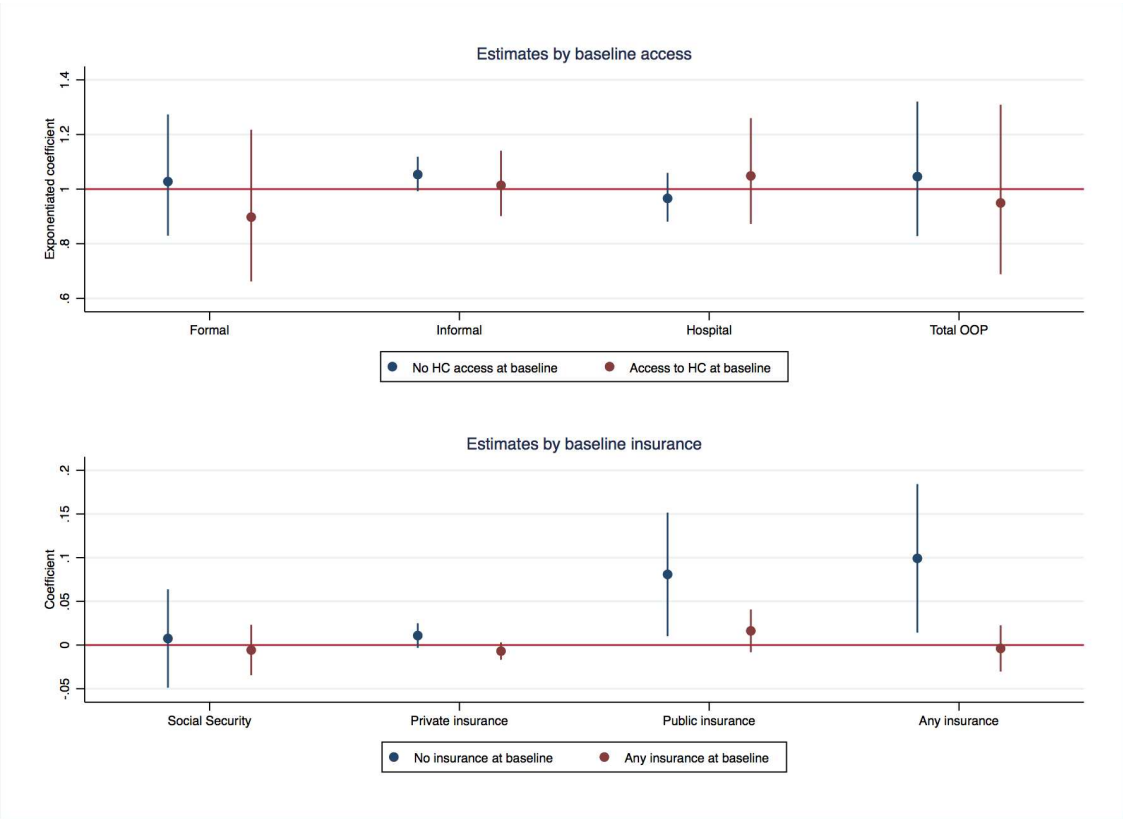 Estimates by baseline access
Exponentiated coefficient
1.4
1.2
1
.8
.6
Formal Informal Hospital Total OOP
No HC access at baseline Access to HC at baseline
Estimates by baseline insurance
Coefficient
.2
.15
.1
.05
0
-.05
Social Security Private insurance Public insurance Any insurance
No insurance at baseline Any insurance at baseline